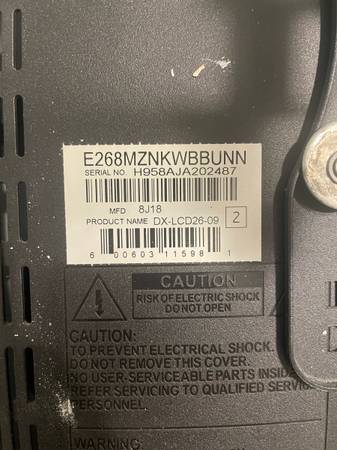 E268MZNKWBBUNN
SERIAL NO. H958AJA202487
MFD 8J18
PRODUCT NAME DX-LCD26-09 2
6 00603 11598 1
CAUTION
RISK OF ELECTRIC SHOCK
DO NOT OPEN
CAUTION:
TO PREVENT ELECTRICAL SHOCK.
DO NOT REMOVE THIS COVER.
NO USER-SERVICEABLE PARTS INSID
REFER SERVICING TO QUALIFIED SERVIC
PERSONNEL.
WARNING: